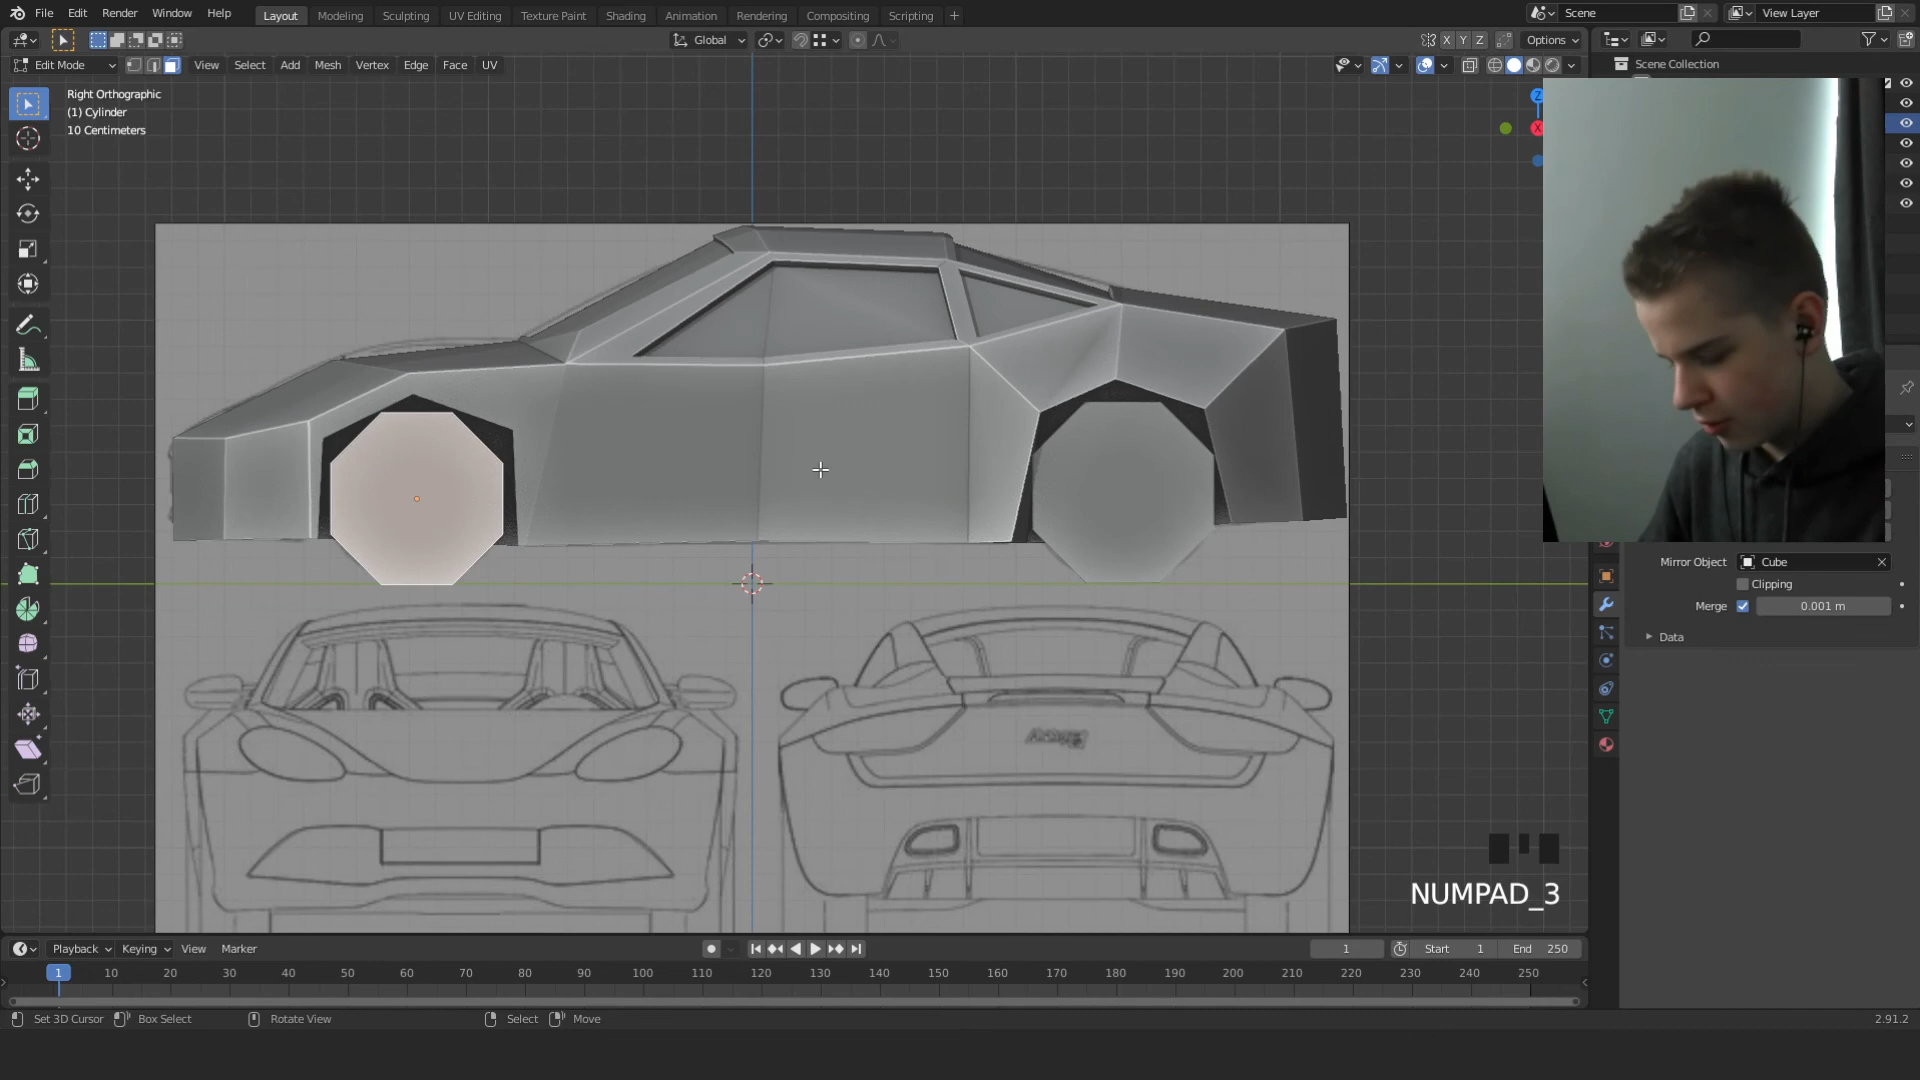 File Edit Render Window Help
Layout Modeling Sculpting UV Editing Texture Paint Shading Animation Rendering Compositing Scripting +
Scene
View Layer
Global
X Y Z
Options
Edit Mode
View Select Add Mesh Vertex Edge Face UV
Scene Collection
Right Orthographic
(1) Cylinder
10 Centimeters
Z
X
Mirror Object
Cube
Clipping
Merge
0.001 m
Data
NUMPAD_3
Playback
Keying
View
Marker
1
Start 1
End 250
1 10 20 30 40 50 60 70 80 90 100 110 120 130 140 150 160 170 180 190 200 210 220 230 240 250
Set 3D Cursor
Box Select
Rotate View
Select
Move
2.91.2